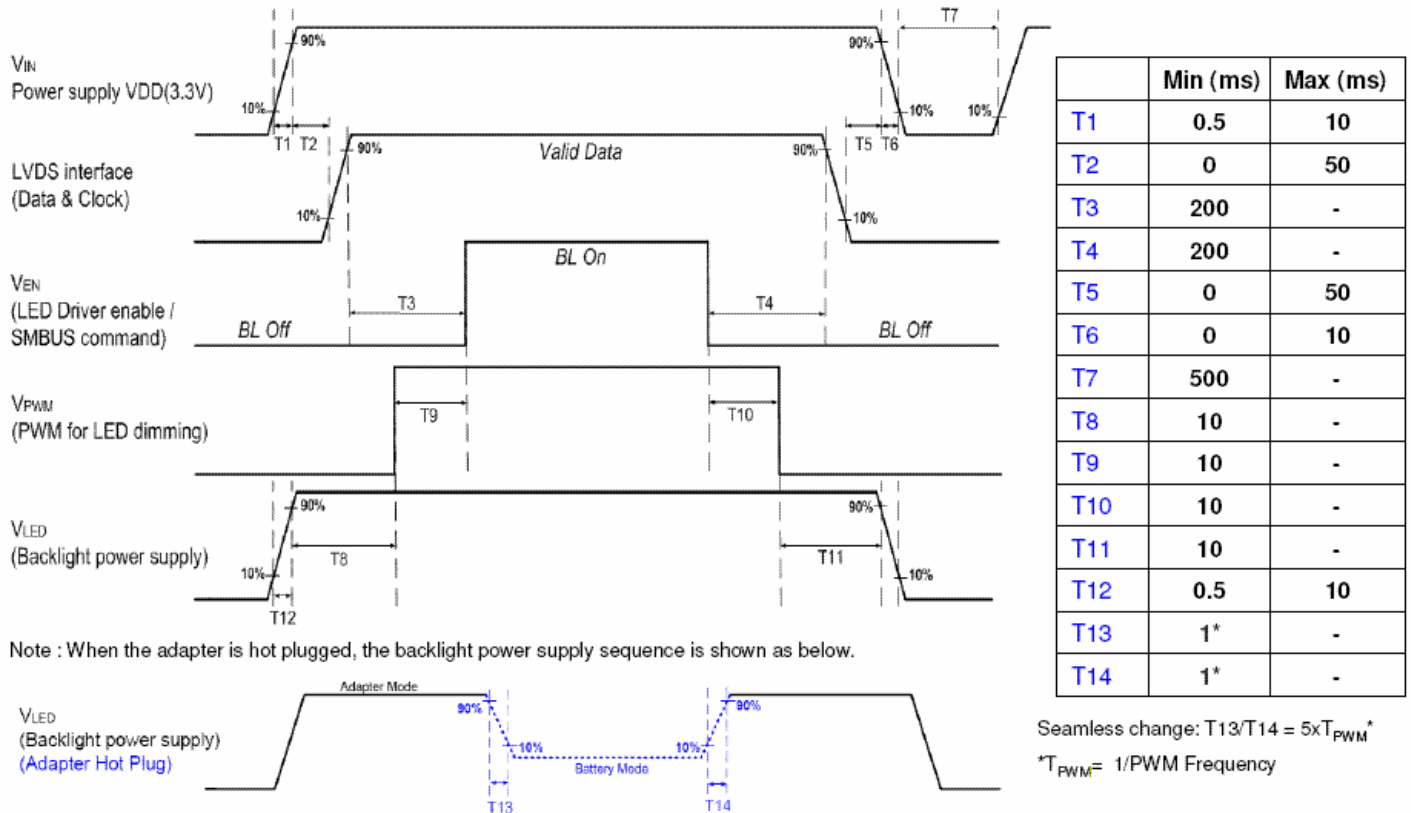 T7
90%
90%
VIN
Power supply VDD(3.3V)
10%
10%
10%
T1 T2
T5 T6
90%
Valid Data
90%
LVDS interface
(Data & Clock)
10%
10%
BL On
VEN
(LED Driver enable /
SMBUS command)
BL Off
T3
T4
BL Off
VPWM
(PWM for LED dimming)
T9
T10
90%
90%
VLED
(Backlight power supply)
T8
T11
10%
10%
T12
Note : When the adapter is hot plugged, the backlight power supply sequence is shown as below.
Adapter Mode
90%
90%
VLED
(Backlight power supply)
(Adapter Hot Plug)
10%
10%
Battery Mode
T13
T14
Min (ms) Max (ms)
T1 0.5 10
T2 0 50
T3 200 -
T4 200 -
T5 0 50
T6 0 10
T7 500 -
T8 10 -
T9 10 -
T10 10 -
T11 10 -
T12 0.5 10
T13 1* -
T14 1* -
Seamless change: T13/T14 = 5xTPWM*
*TPWM= 1/PWM Frequency